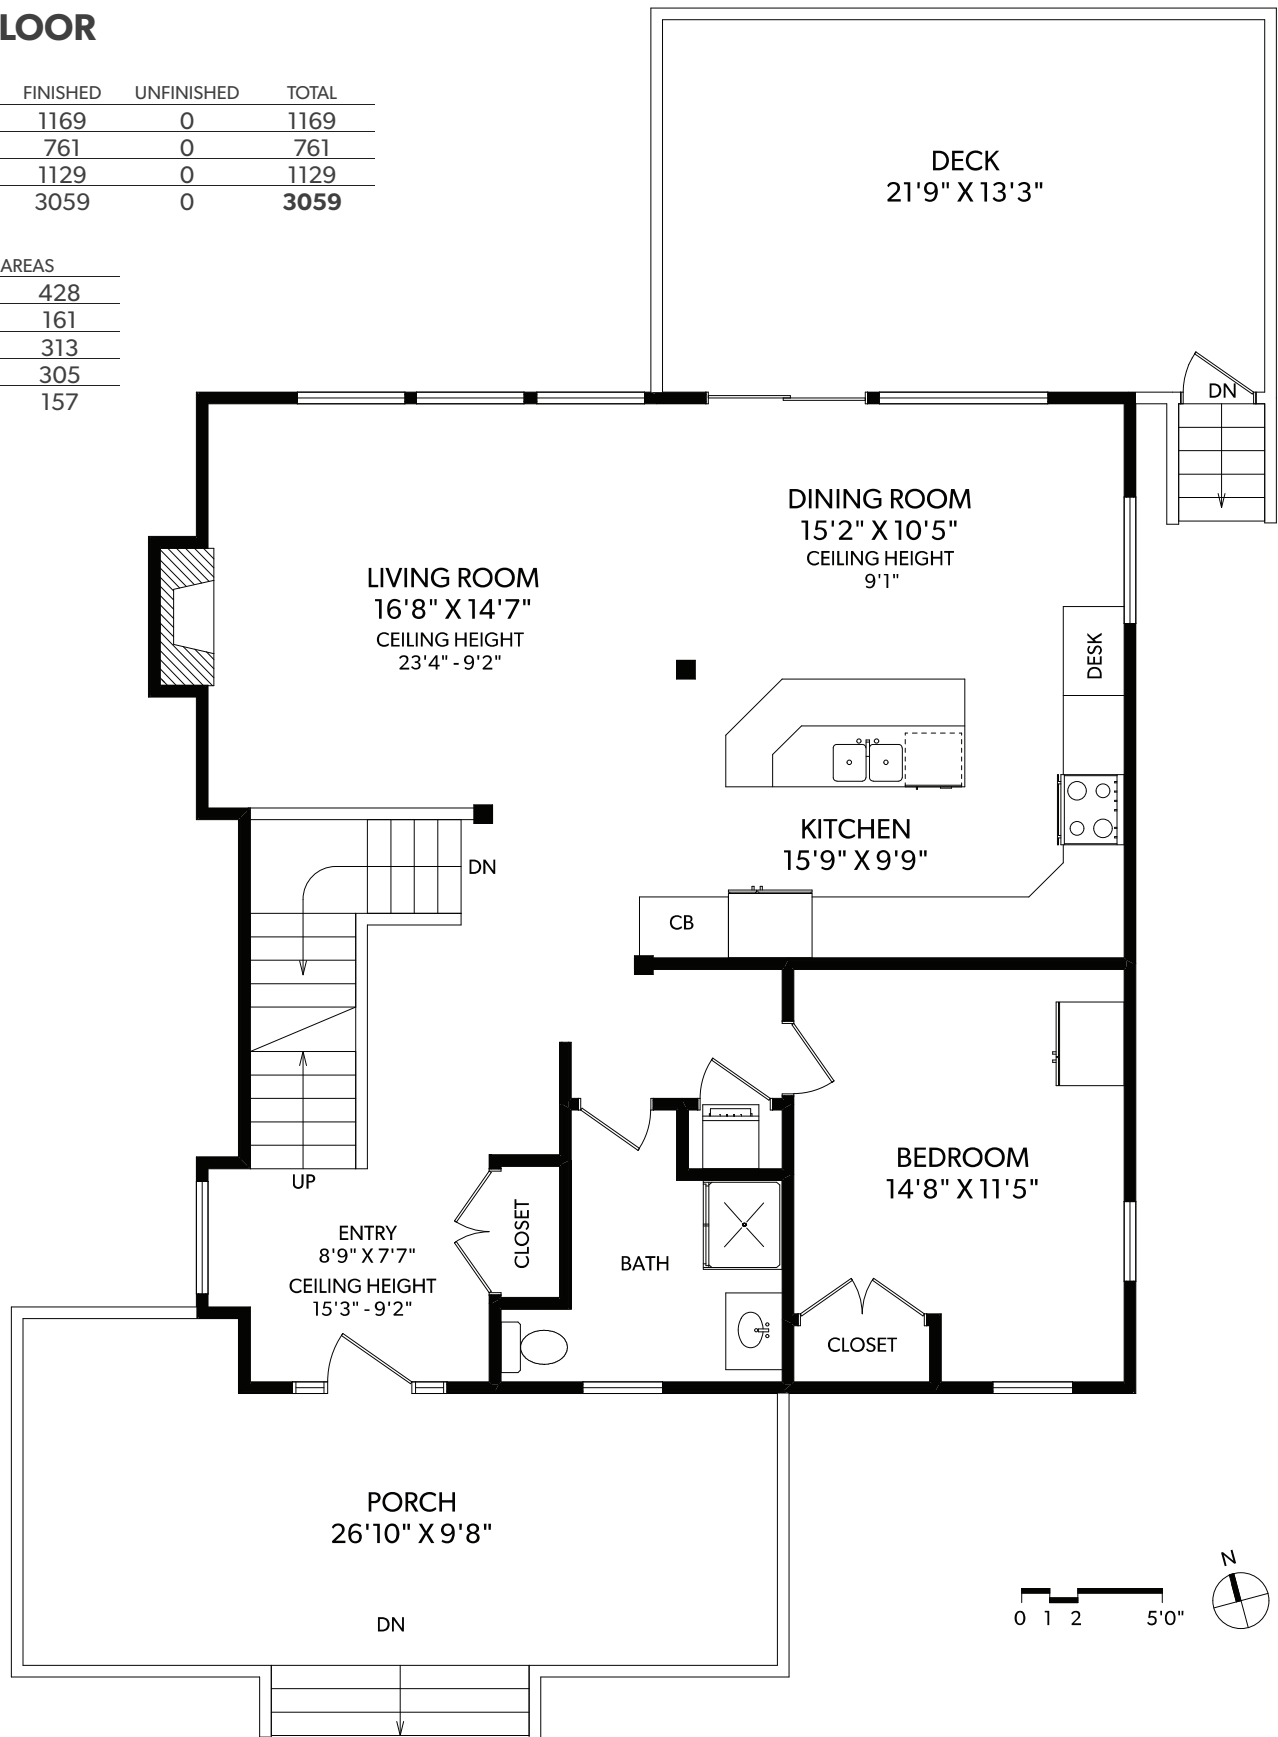 LOOR
FINISHED UNFINISHED TOTAL
1169 0 1169
761 0 761
1129 0 1129
3059 0 3059
AREAS
428
161
313
305
157
DECK
21'9" X 13'3"
DN
DINING ROOM
15'2" X 10'5"
CEILING HEIGHT
9'1"
LIVING ROOM
16'8" X 14'7"
CEILING HEIGHT
23'4" - 9'2"
DESK
KITCHEN
15'9" X 9'9"
DN
CB
BEDROOM
14'8" X 11'5"
UP
ENTRY
8'9" X 7'7"
CEILING HEIGHT
15'3" - 9'2"
CLOSET
BATH
CLOSET
PORCH
26'10" X 9'8"
DN
N
0 1 2 5'0"